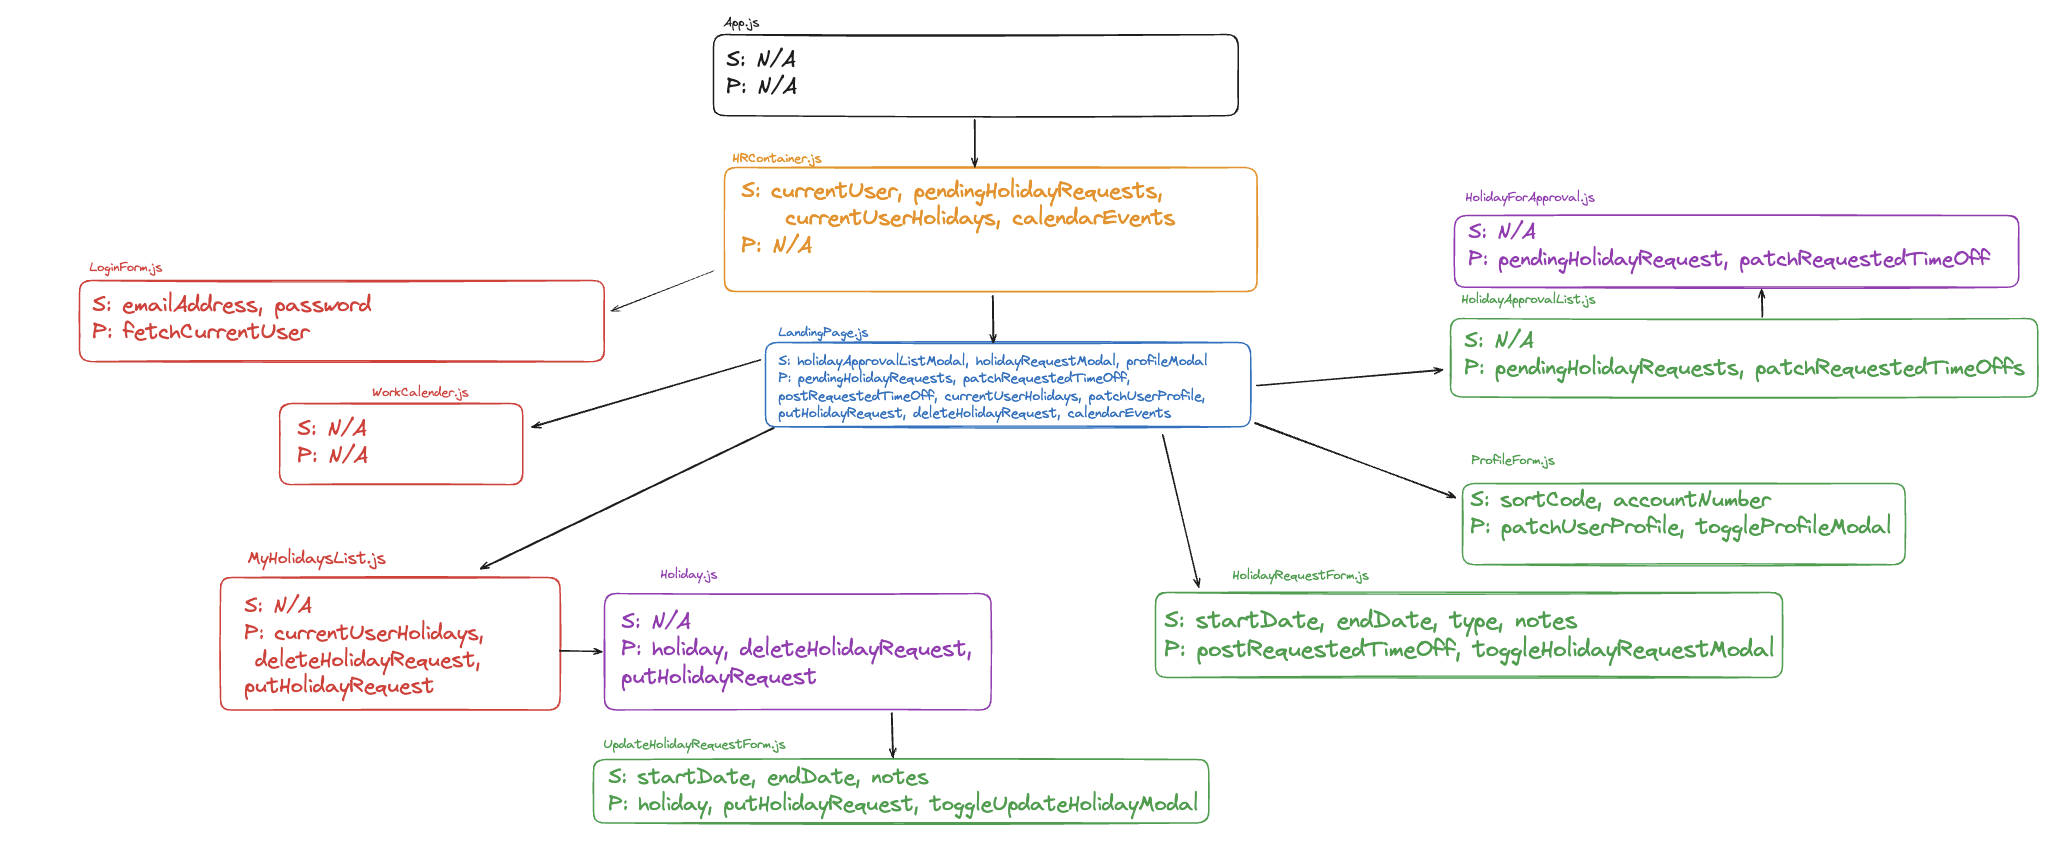 App.js
S: N/A
P: N/A
HRContainer.js
S: currentUser, pendingHolidayRequests,
currentUserHolidays, calendarEvents
P: N/A
HolidayForApproval.js
S: N/A
P: pendingHolidayRequest, patchRequestedTimeOff
LoginForm.js
S: emailAddress, password
P: fetchCurrentUser
HolidayApprovalList.js
S: N/A
P: pendingHolidayRequests, patchRequestedTimeOffs
LandingPage.js
S: holidayApprovalListModal, holidayRequestModal, profileModal
P: pendingHolidayRequests, patchRequestedTimeOff,
postRequestedTimeOff, currentUserHolidays, patchUserProfile,
putHolidayRequest, deleteHolidayRequest, calendarEvents
WorkCalender.js
S: N/A
P: N/A
ProfileForm.js
S: sortCode, accountNumber
P: patchUserProfile, toggleProfileModal
MyHolidaysList.js
S: N/A
P: currentUserHolidays,
deleteHolidayRequest,
putHolidayRequest
Holiday.js
S: N/A
P: holiday, deleteHolidayRequest,
putHolidayRequest
HolidayRequestForm.js
S: startDate, endDate, type, notes
P: postRequestedTimeOff, toggleHolidayRequestModal
UpdateHolidayRequestForm.js
S: startDate, endDate, notes
P: holiday, putHolidayRequest, toggleUpdateHolidayModal